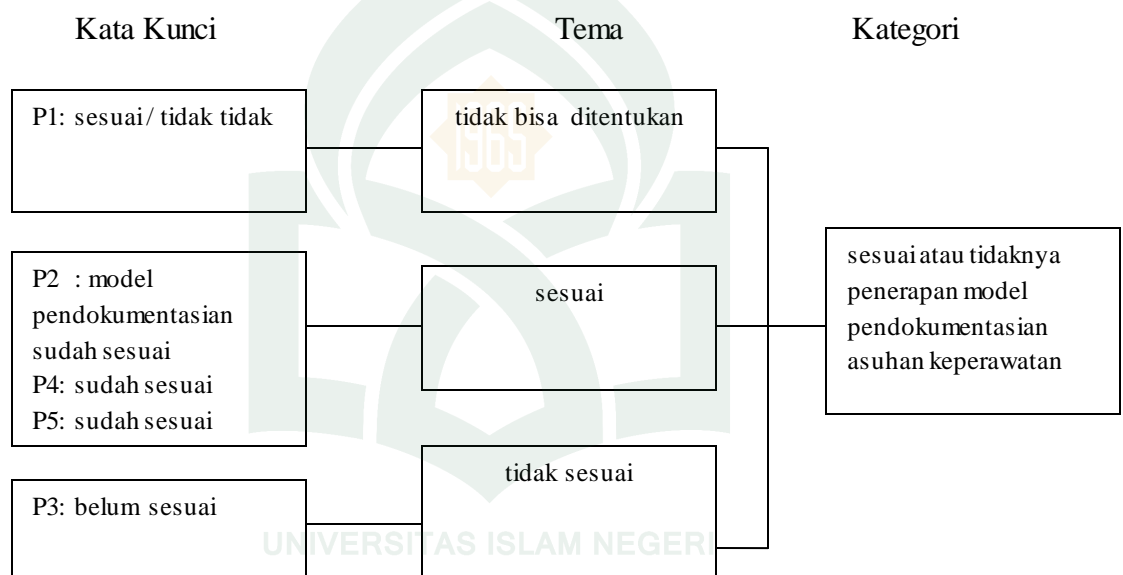 Kata Kunci
Tema
Kategori
P1: sesuai / tidak tidak
tidak bisa ditentukan
1965
P2 : model
pendokumentasian
sudah sesuai
P4: sudah sesuai
P5: sudah sesuai
sesuai
sesuai atau tidaknya
penerapan model
pendokumentasian
asuhan keperawatan
P3: belum sesuai
tidak sesuai
UNIVERSITAS ISLAM NEGERI